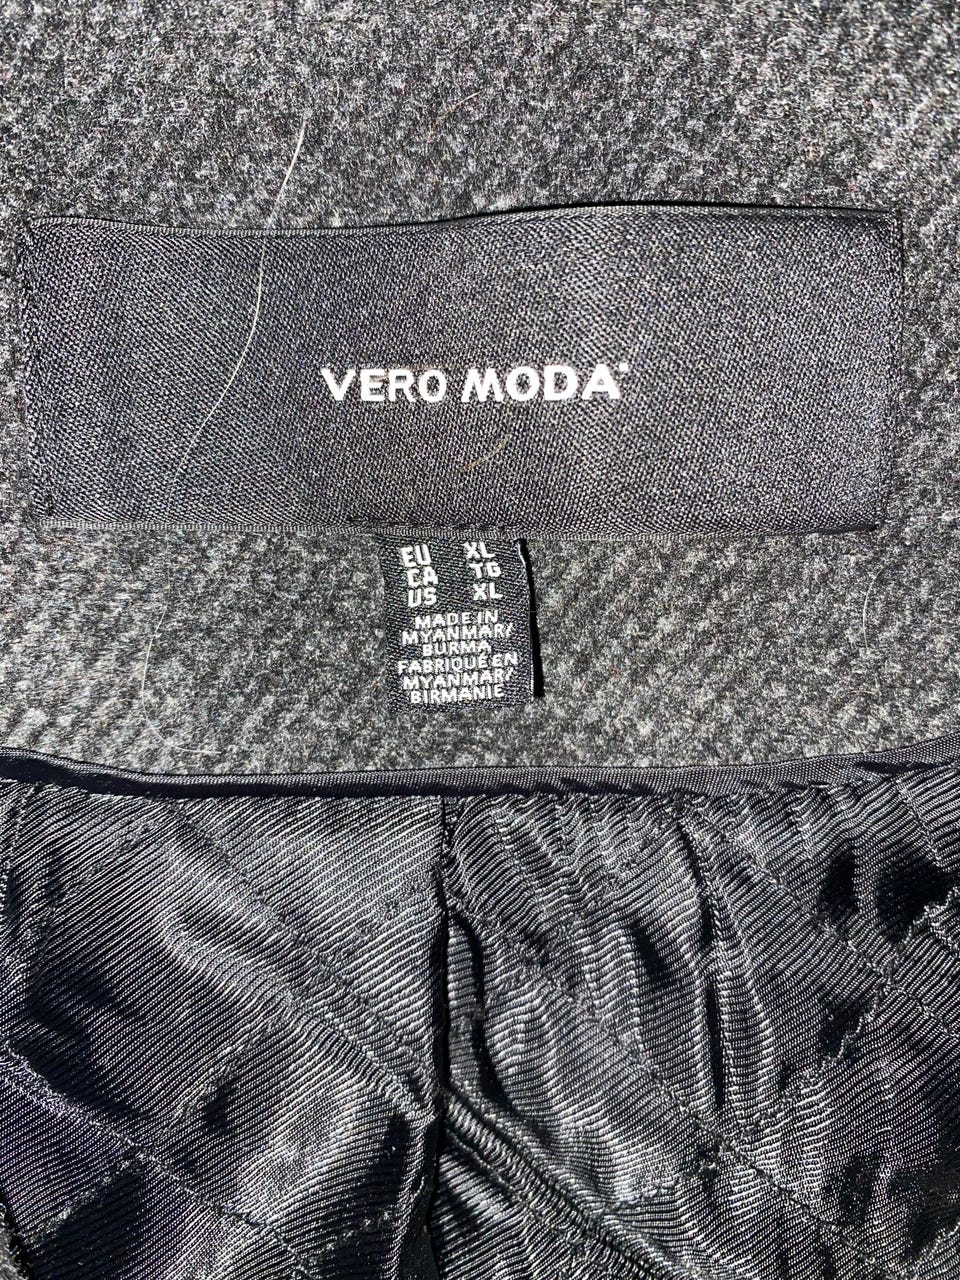 VERO MODA
EU XL
CA TG
US XL
MADE IN
MYANMAR/
BURMA
FABRIQUÉ EN
MYANMAR/
BIRMANIE